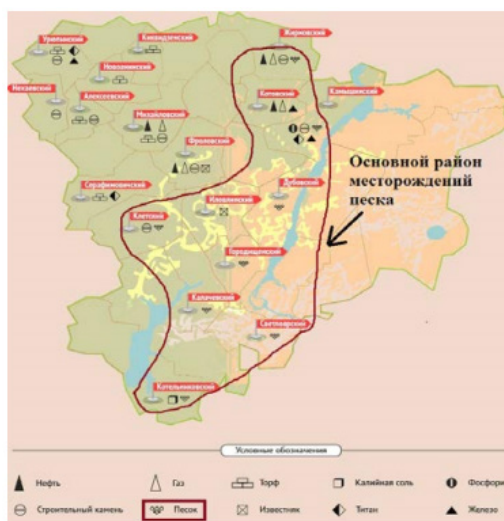 Жирновский
Урюпинский
Киквидзенский
Новоаннинский
Нехаевский
Алексеевский
Котовский
Камышинский
Михайловский
Фроловский
Основной район
месторождений
песка
Серафимовичский
Дубовский
Клетский
Иловлинский
Городищенский
Калачевский
Светлоярский
Котельниковский
Условные обозначения
Нефть
Газ
Торф
Калийная соль
Фосфори
Строительный камень
Песок
Известняк
Титан
Железо